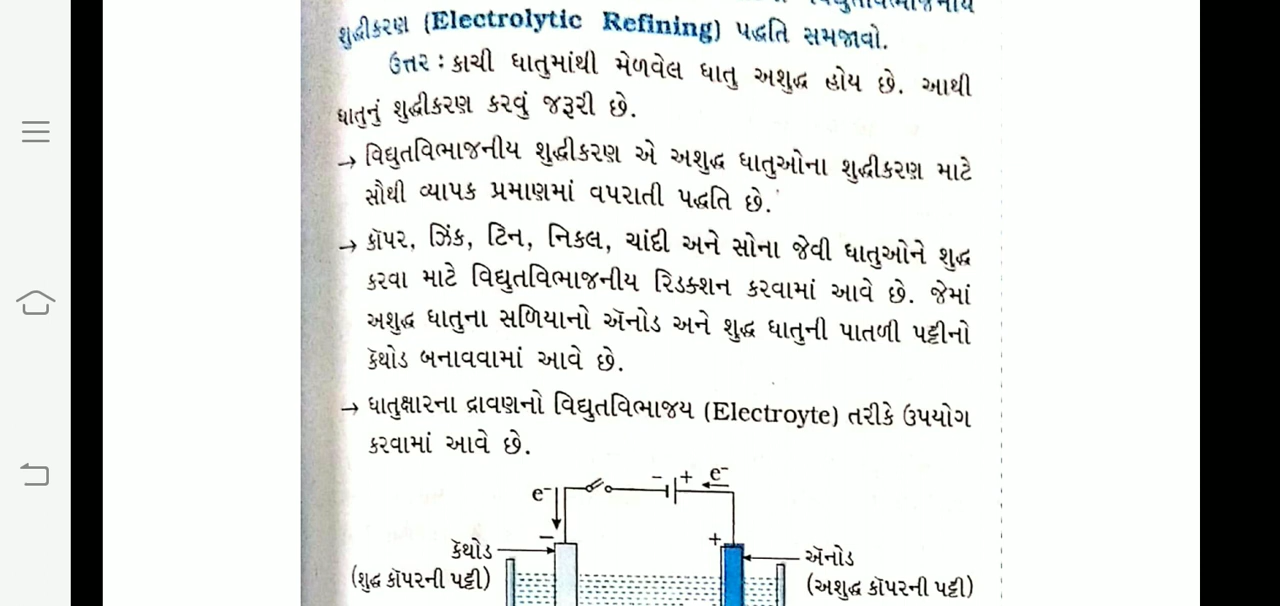 શુદ્ધીકરણ (Electrolytic Refining) પદ્ધતિ સમજાવો.
ઉત્તર : કાચી ધાતુમાંથી મેળવેલ ધાતુ અશુદ્ધ હોય છે. આથી
ધાતુનું શુદ્ધીકરણ કરવું જરૂરી છે.
→ વિદ્યુતવિભાજનીય શુદ્ધીકરણ એ અશુદ્ધ ધાતુઓના શુદ્ધીકરણ માટે
સૌથી વ્યાપક પ્રમાણમાં વપરાતી પદ્ધતિ છે.
→ કૉપર, ઝિંક, ટિન, નિકલ, ચાંદી અને સોના જેવી ધાતુઓને શુદ્ધ
કરવા માટે વિદ્યુતવિભાજનીય રિડક્શન કરવામાં આવે છે. જેમાં
અશુદ્ધ ધાતુના સળિયાનો ઍનોડ અને શુદ્ધ ધાતુની પાતળી પટ્ટીનો
કૅથોડ બનાવવામાં આવે છે.
→ ધાતુક્ષારના દ્રાવણનો વિદ્યુતવિભાજ્ય (Electroyte) તરીકે ઉપયોગ
કરવામાં આવે છે.
− + e⁻
e⁻
− +
કૅથોડ ઍનોડ
(શુદ્ધ કૉપરની પટ્ટી) (અશુદ્ધ કૉપરની પટ્ટી)